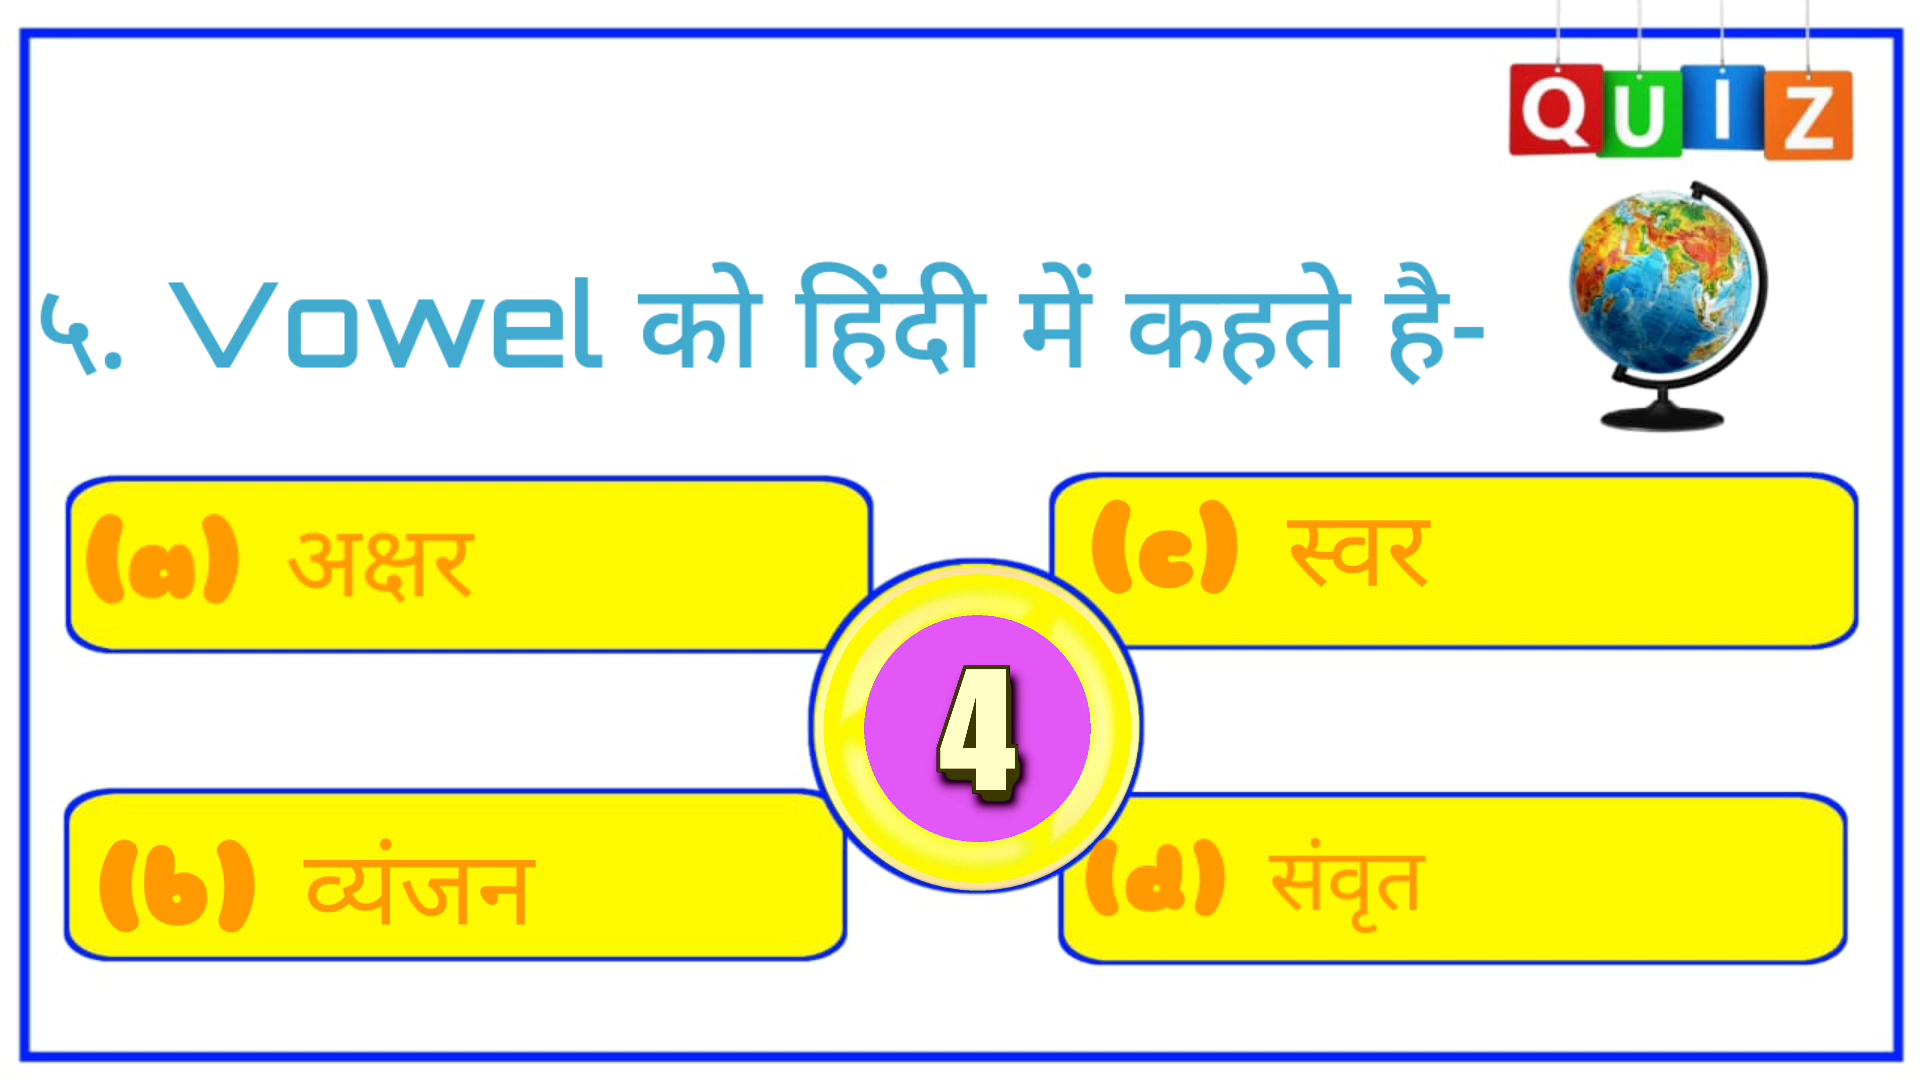 QUIZ
५. Vowel को हिंदी में कहते है-
(a) अक्षर
(c) स्वर
4
(b) व्यंजन
(d) संवृत